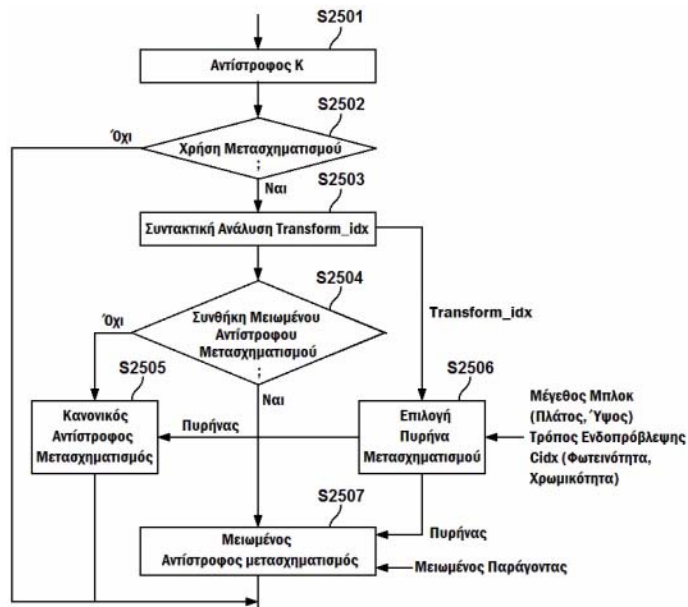 S2501
Αντίστροφος Κ
S2502
Όχι
Χρήση Μετασχηματισμού
;
Ναι
S2503
Συντακτική Ανάλυση Transform_idx
S2504
Όχι
Συνθήκη Μειωμένου
Αντίστροφου
Μετασχηματισμού
;
Ναι
Transform_idx
S2505
Κανονικός
Αντίστροφος
Μετασχηματισμός
Πυρήνας
S2506
Επιλογή
Πυρήνα
Μετασχηματισμού
Μέγεθος Μπλοκ
(Πλάτος, Ύψος)
Τρόπος Ενδοπρόβλεψης
Cidx (Φωτεινότητα,
Χρωμικότητα)
S2507
Μειωμένος
Αντίστροφος μετασχηματισμός
Πυρήνας
Μειωμένος Παράγοντας